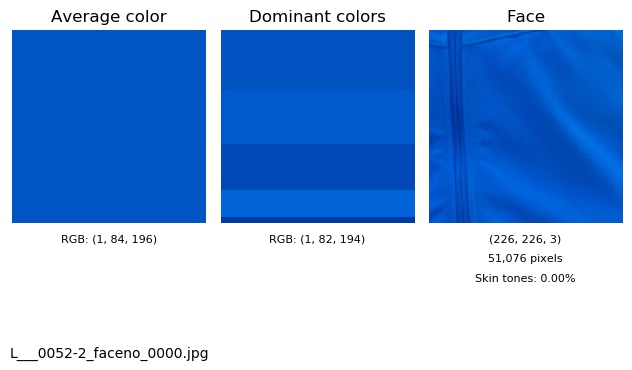 Average color
Dominant colors
Face
RGB: (1, 84, 196)
RGB: (1, 82, 194)
(226, 226, 3)
51,076 pixels
Skin tones: 0.00%
L___0052-2_faceno_0000.jpg